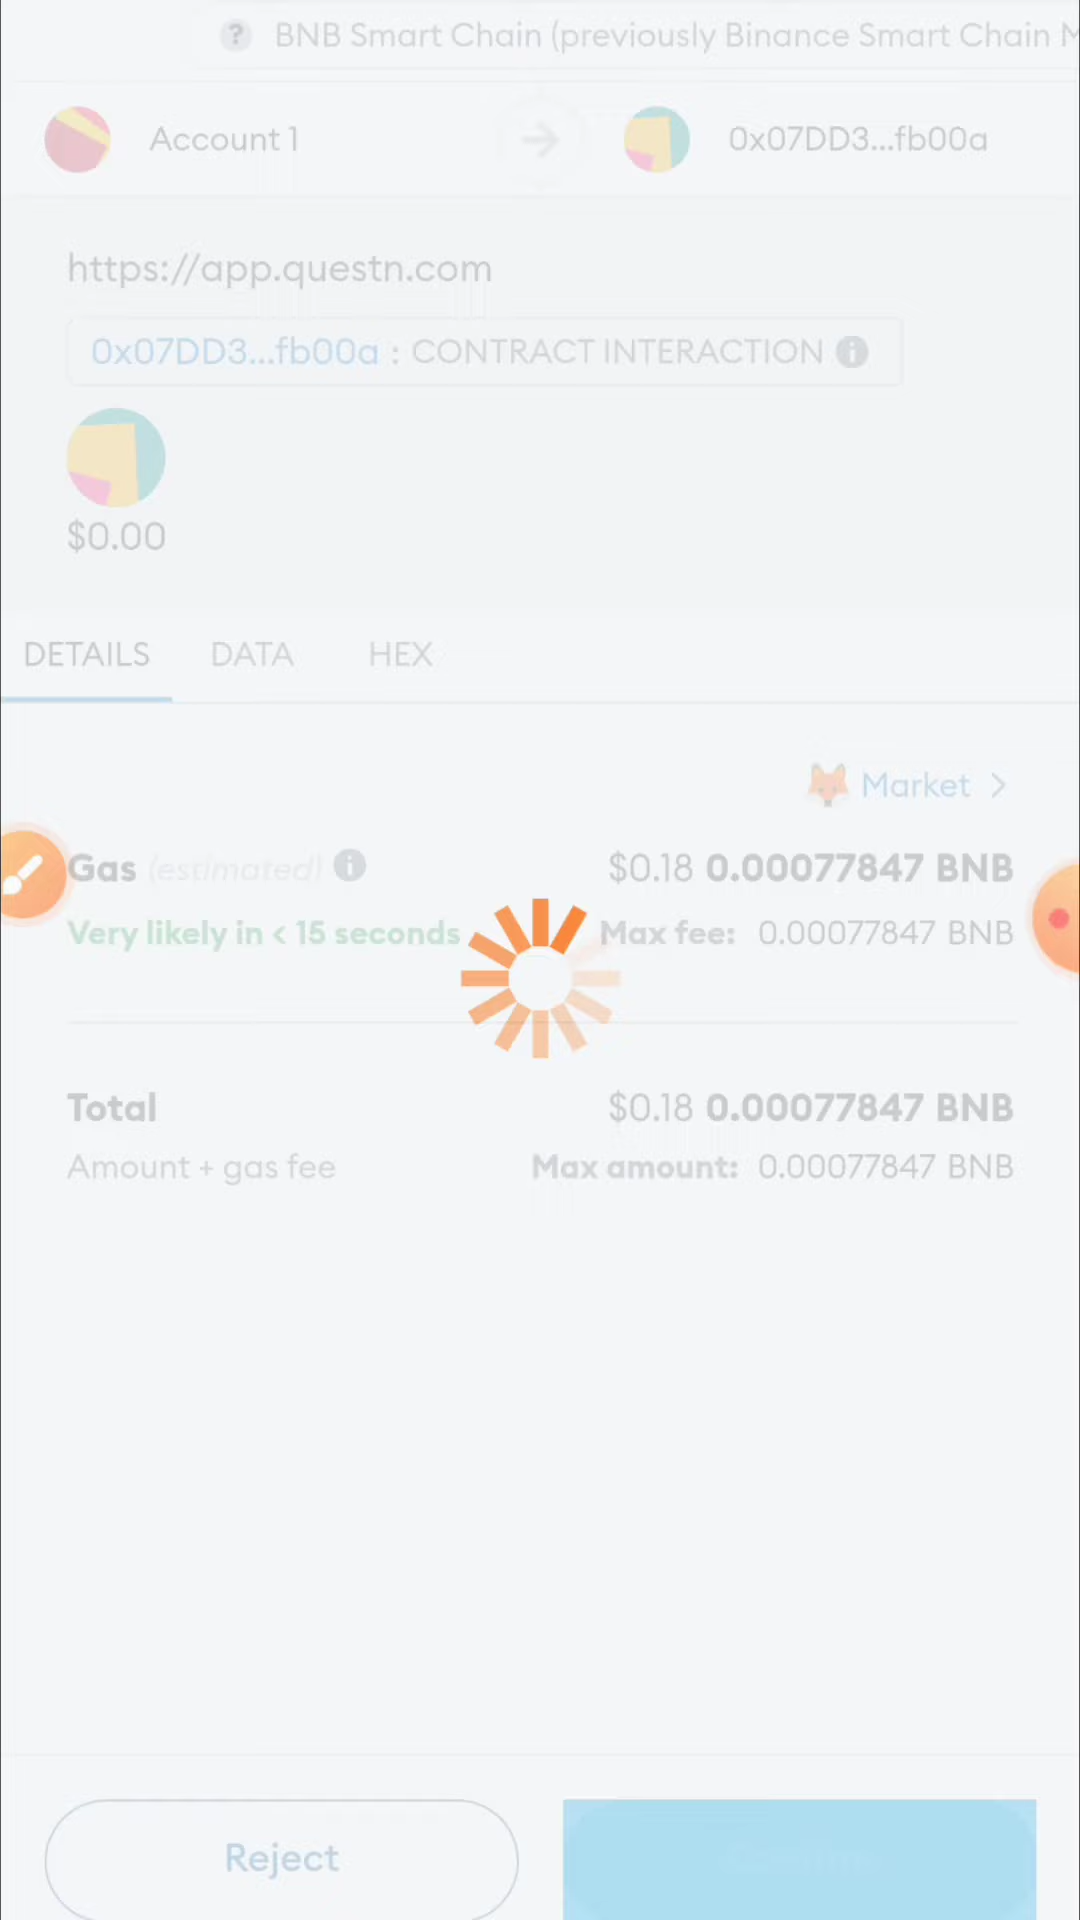 BNB Smart Chain (previously Binance Smart Chain M
Account 1
0x07DD3...fb00a
https://app.questn.com
0x07DD3...fb00a : CONTRACT INTERACTION
$0.00
DETAILS DATA HEX
Market
Gas (estimated) $0.18 0.00077847 BNB
Very likely in < 15 seconds Max fee: 0.00077847 BNB
Total $0.18 0.00077847 BNB
Amount + gas fee Max amount: 0.00077847 BNB
Reject